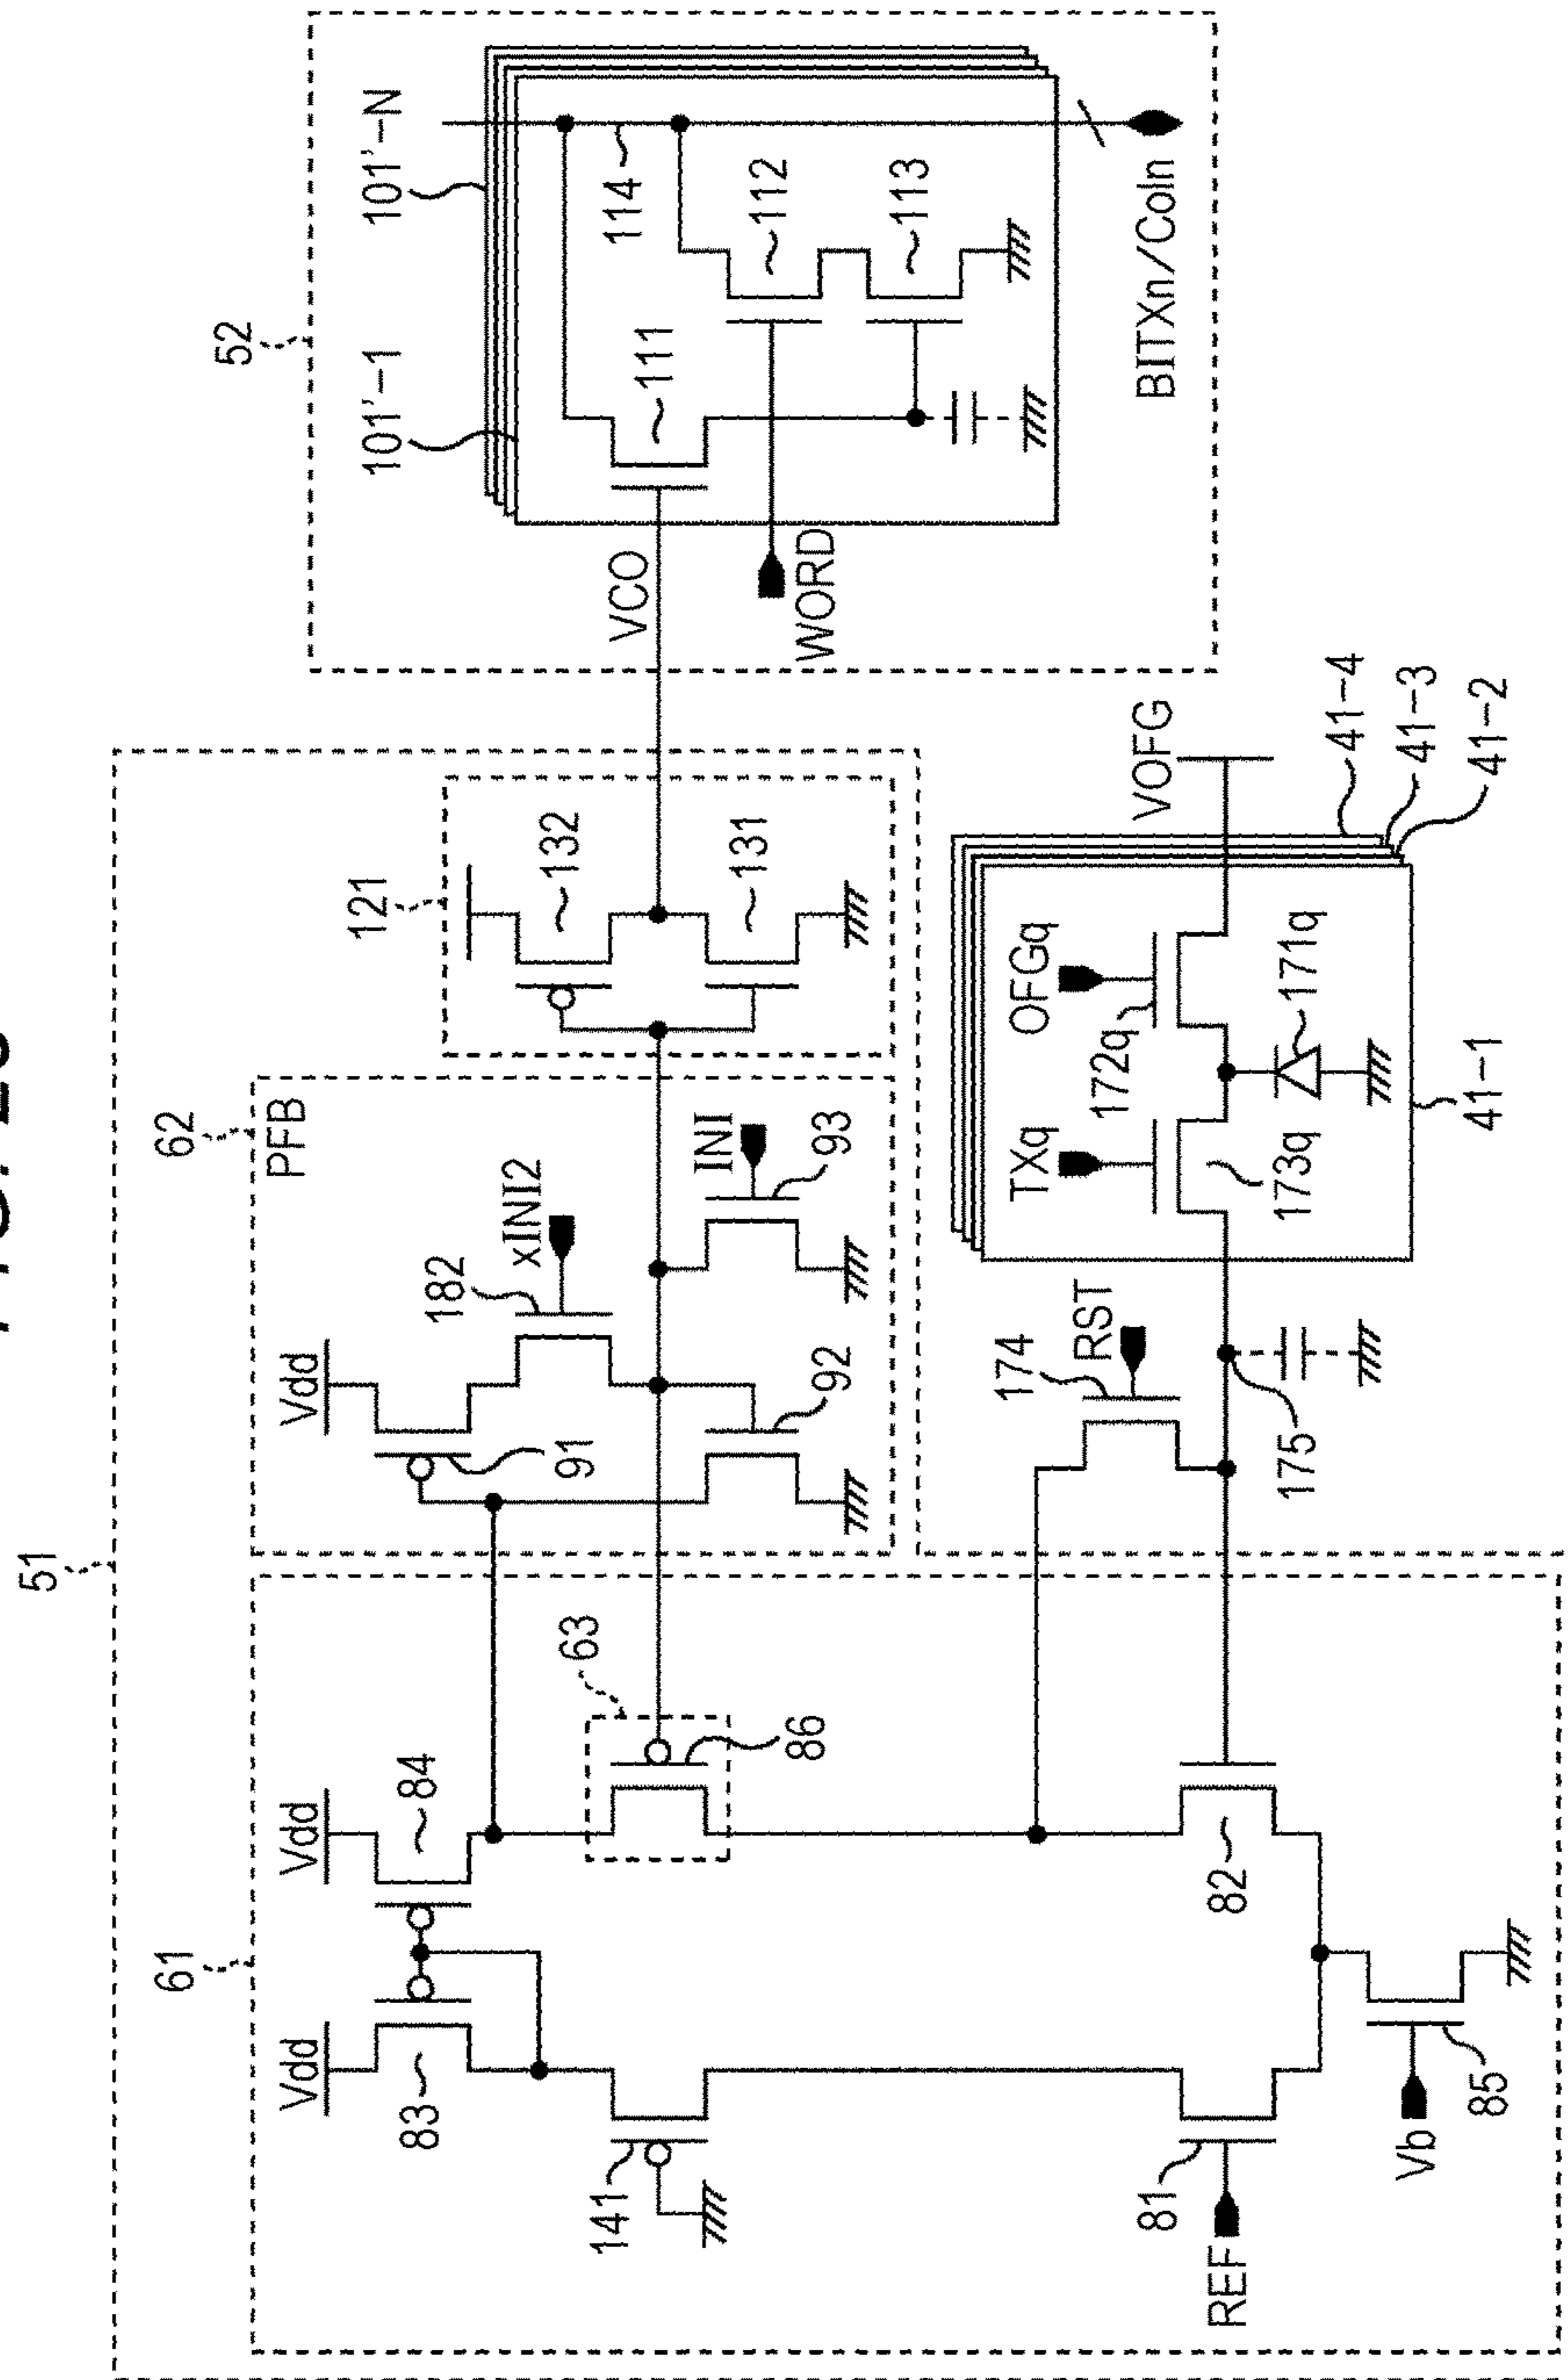 51
61
Vdd
83
Vdd
84
141
63
86
81
REF
82
Vb
85
62
PFB
Vdd
91
182
xINI2
92
INI
93
121
132
131
52
101'-1
101'-N
VCO
111
114
112
113
WORD
BITXn/Coln
174
RST
175
TXq
173q
OFGq
172q
171q
VOFG
41-1
41-4
41-3
41-2